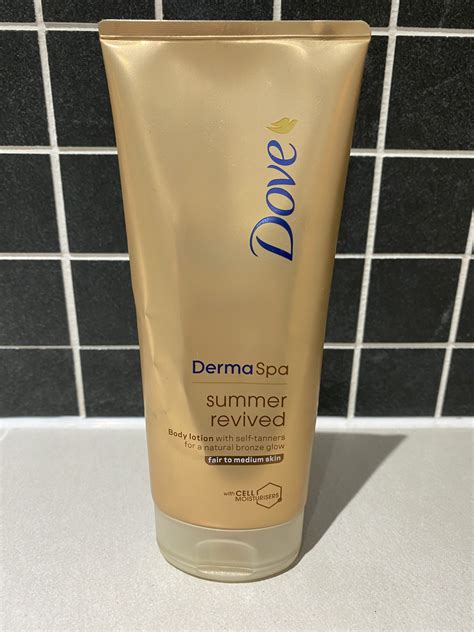 Dove
DermaSpa
summer
revived
Body lotion with self-tanners
for a natural bronze glow
fair to medium skin
with CELL
MOISTURISERS